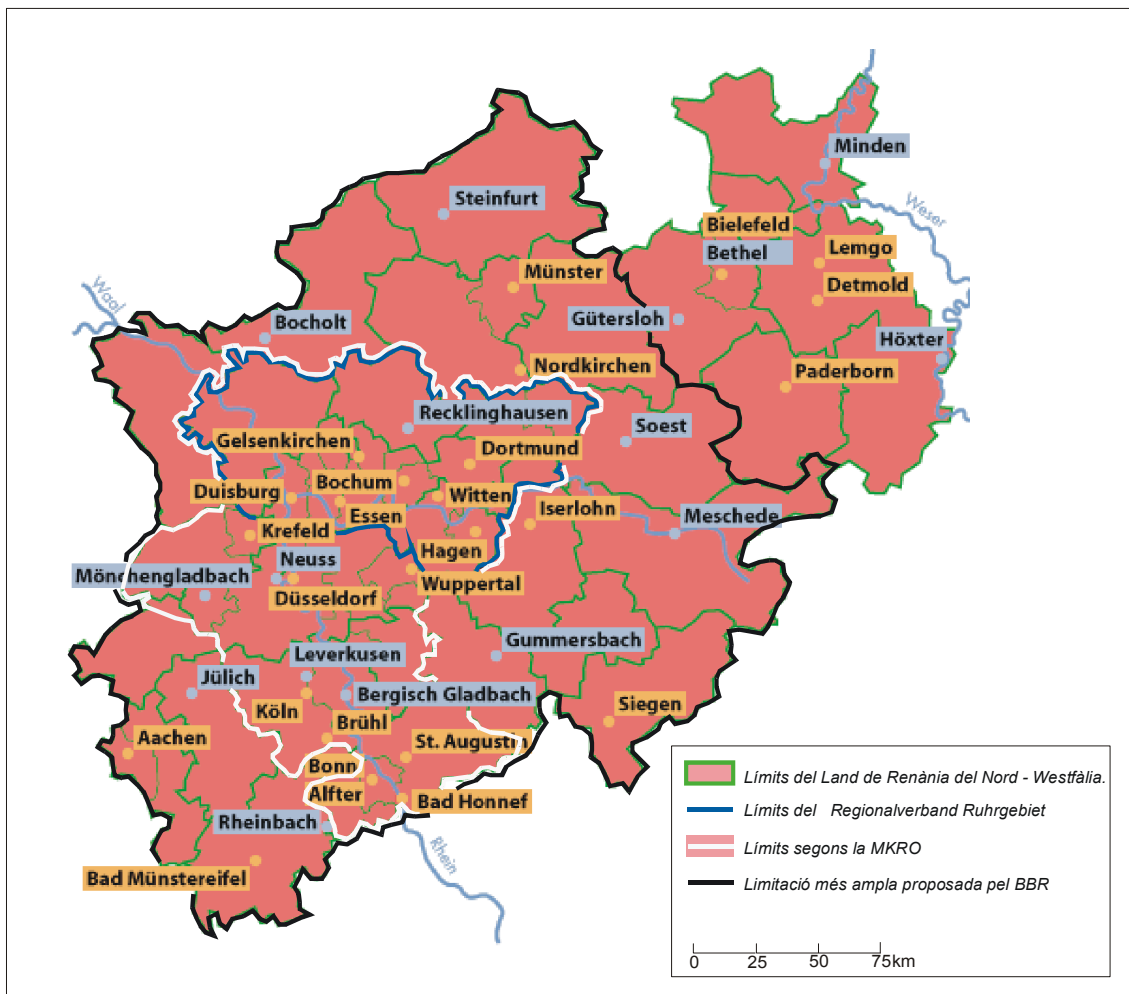 Minden
Steinfurt
Weser
Bielefeld
Bethel
Lemgo
Münster
Detmold
Waal
Bocholt
Gütersloh
Höxter
Nordkirchen
Paderborn
Recklinghausen
Soest
Gelsenkirchen
Dortmund
Bochum
Duisburg
Witten
Essen
Iserlohn
Krefeld
Meschede
Hagen
Neuss
Mönchengladbach
Wuppertal
Düsseldorf
Gummersbach
Leverkusen
Jülich
Bergisch Gladbach
Köln
Siegen
Brühl
Aachen
St. Augustin
Bonn
Alfter
Bad Honnef
Rheinbach
Rhein
Bad Münstereifel
Límits del Land de Renània del Nord - Westfàlia.
Límits del Regionalverband Ruhrgebiet
Límits segons la MKRO
Limitació més ampla proposada pel BBR
0 25 50 75km